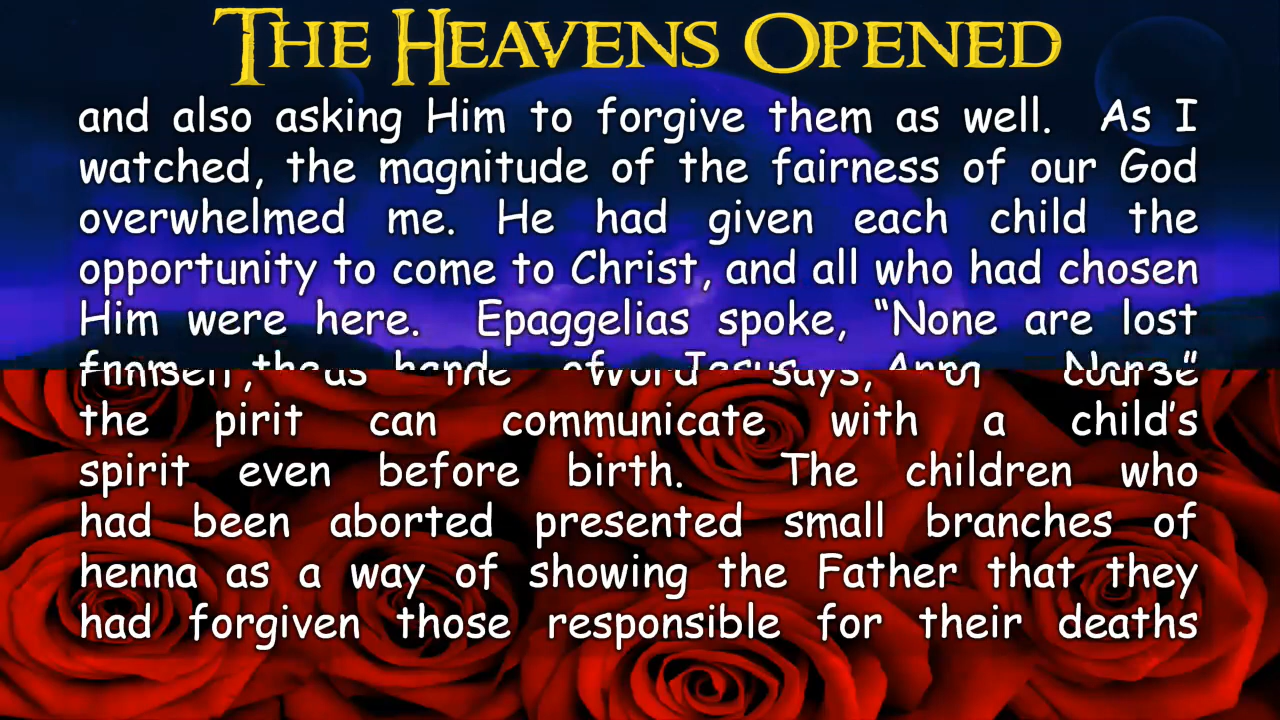 THE HEAVENS OPENED
and also asking Him to forgive them as well. As I
watched, the magnitude of the fairness of our God
overwhelmed me. He had given each child the
opportunity to come to Christ, and all who had chosen
Him were here. Epaggelias spoke, “None are lost
the pirit can communicate with a child’s
spirit even before birth. The children who
had been aborted presented small branches of
henna as a way of showing the Father that they
had forgiven those responsible for their deaths